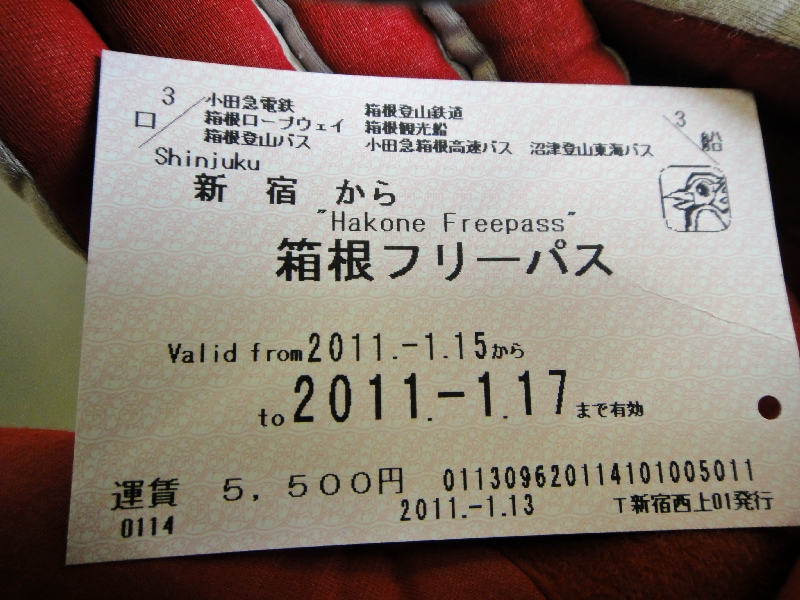 3 小田急電鉄 箱根登山鉄道 3
口 箱根ロープウェイ 箱根観光船 船
箱根登山バス 小田急箱根高速バス 沼津登山東海バス
Shinjuku
新 宿 から
"Hakone Freepass"
箱根フリーパス
Valid from 2011.-1.15から
to 2011.-1.17まで有効
運賃 5,500円 011309620114101005011
0114 2011.-1.13 T新宿西上01発行